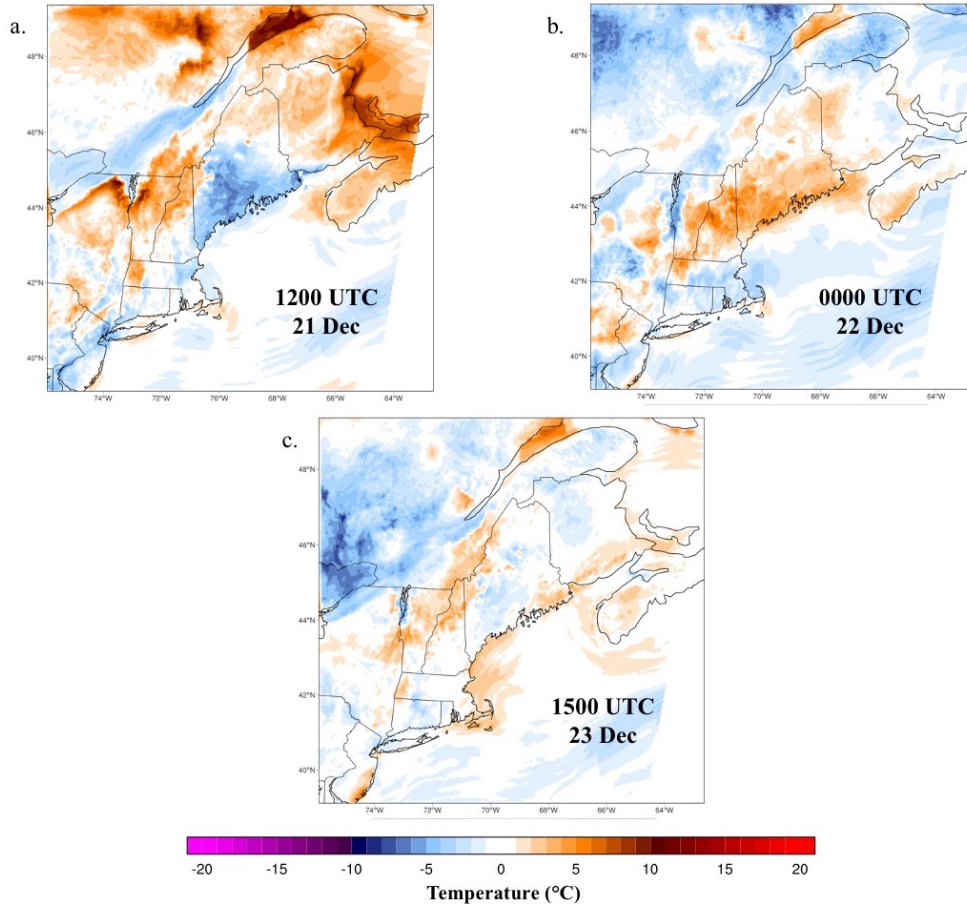 a.
48°N
46°N
44°N
42°N
40°N
74°W 72°W 70°W 68°W 66°W 64°W
1200 UTC
21 Dec
b.
48°N
46°N
44°N
42°N
40°N
74°W 72°W 70°W 68°W 66°W 64°W
0000 UTC
22 Dec
c.
48°N
46°N
44°N
42°N
40°N
74°W 72°W 70°W 68°W 66°W 64°W
1500 UTC
23 Dec
-20 -15 -10 -5 0 5 10 15 20
Temperature (°C)